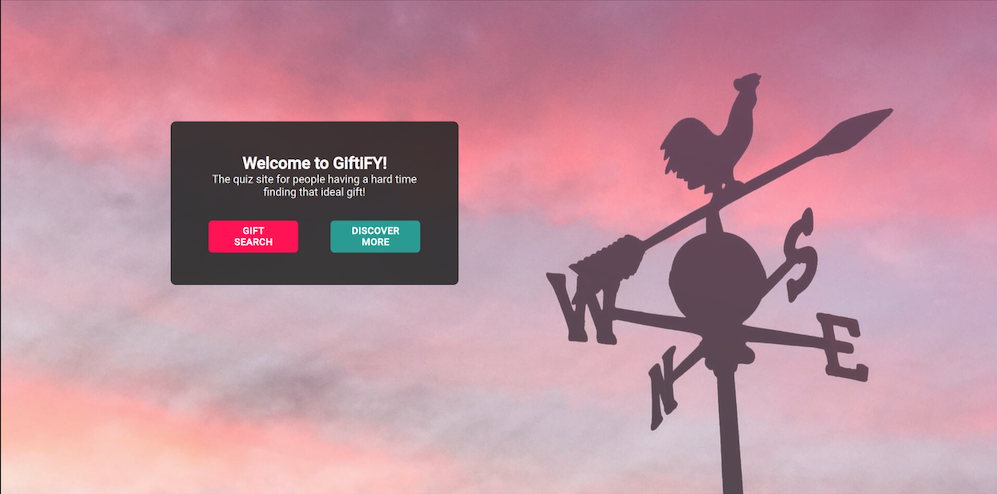 Welcome to GiftiFY!
The quiz site for people having a hard time
finding that ideal gift!
GIFT
SEARCH
DISCOVER
MORE
W
S
E
N